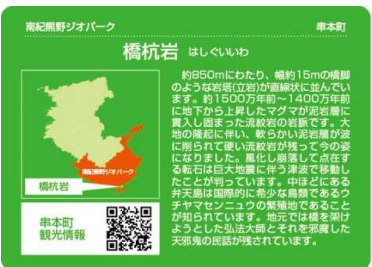 南紀熊野ジオパーク
串本町
橋杭岩 はしぐいいわ
約850mにわたり、幅約15mの橋脚
のような岩塔(立岩)が直線状に並んでい
ます。約1500万年前~1400万年前
に地下から上昇したマグマが泥岩層に
貫入し固まった流紋岩の岩脈です。大
地の隆起に伴い、軟らかい泥岩層が波
に削られて硬い流紋岩が残って今の姿
になりました。風化し崩落して点在す
る転石は巨大地震に伴う津波で移動し
たことが判っています。中ほどにある
弁天島は国際的に希少な鳥類であるウ
チヤマセンニュウの繁殖地であること
が知られています。地元では橋を架け
ようとした弘法大師とそれを邪魔した
天邪鬼の民話が残されています。
南紀熊野ジオパーク
橋杭岩
串本町
観光情報